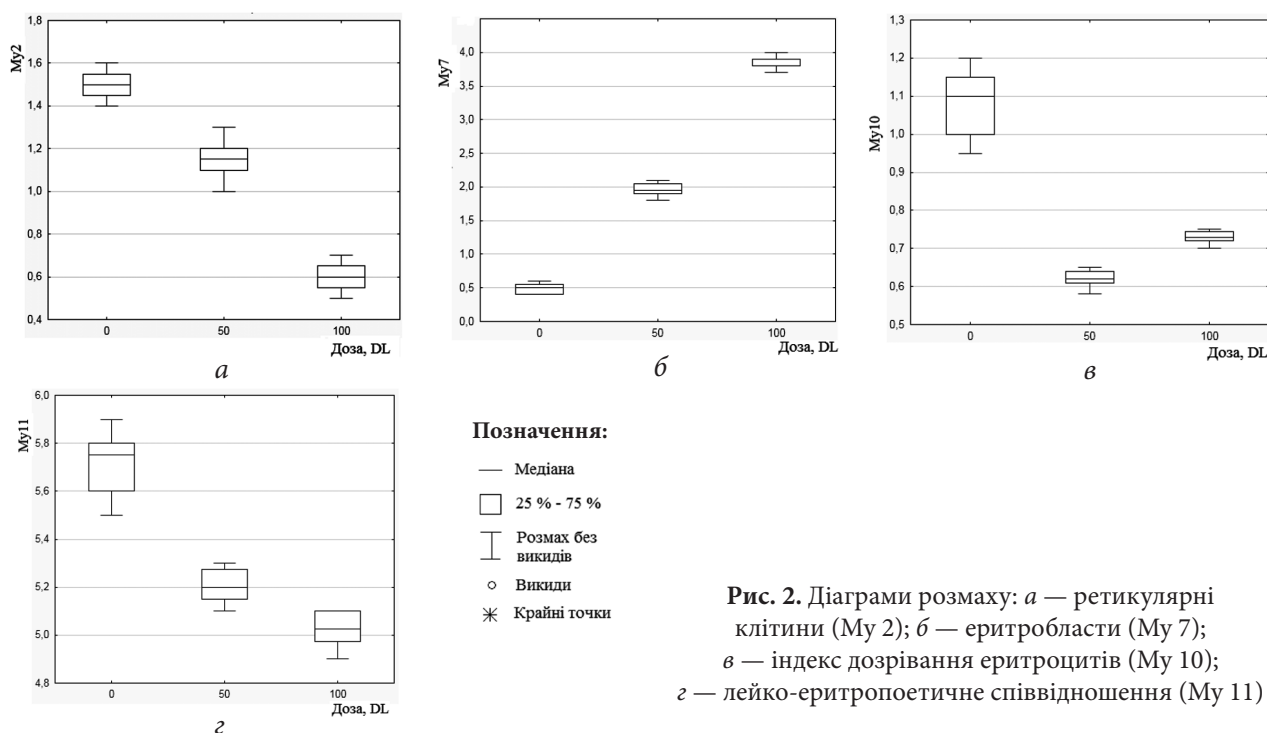 1,8
1,6
1,4
1,2
1,0
0,8
0,6
0,4
My2
0
50
100
Доза, DL
а
4,0
3,5
3,0
2,5
2,0
1,5
1,0
0,5
0,0
My7
0
50
100
Доза, DL
б
1,3
1,2
1,1
1,0
0,9
0,8
0,7
0,6
0,5
My10
0
50
100
Доза, DL
в
6,0
5,8
5,6
5,4
5,2
5,0
4,8
My11
0
50
100
Доза, DL
г
Позначення:
Медіана
25 % - 75 %
Розмах без
викидів
Викиди
Крайні точки
Рис. 2. Діаграми розмаху: а — ретикулярні
клітини (My 2); б — еритробласти (My 7);
в — індекс дозрівання еритроцитів (My 10);
г — лейко-еритропоетичне співвідношення (My 11)